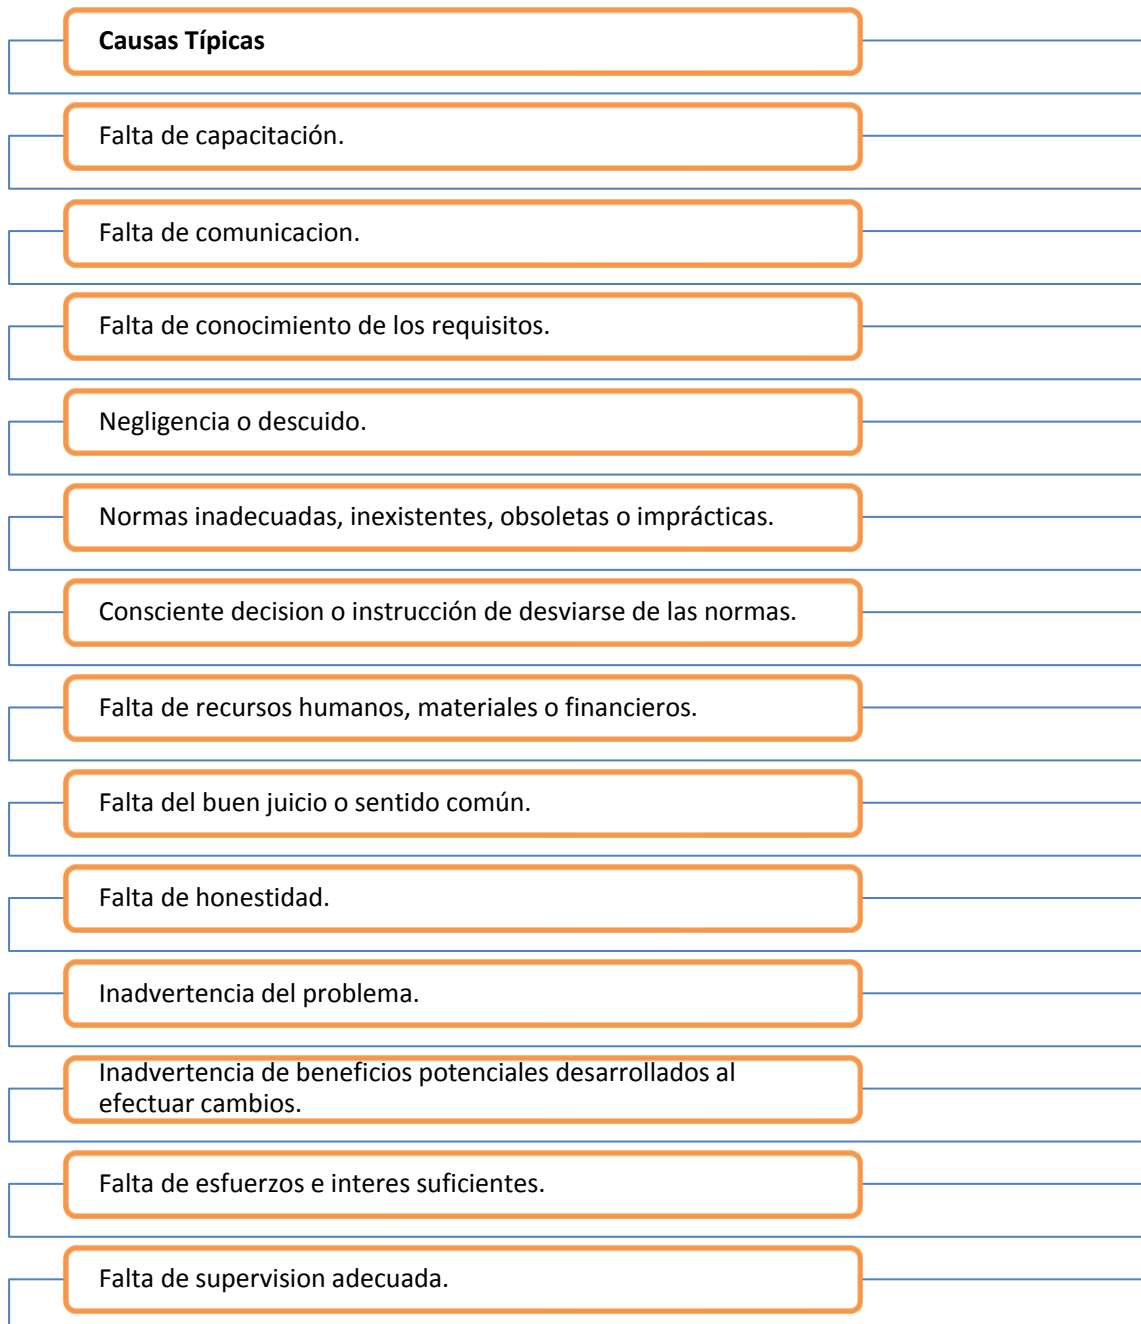 Causas Típicas
Falta de capacitación.
Falta de comunicacion.
Falta de conocimiento de los requisitos.
Negligencia o descuido.
Normas inadecuadas, inexistentes, obsoletas o imprácticas.
Consciente decision o instrucción de desviarse de las normas.
Falta de recursos humanos, materiales o financieros.
Falta del buen juicio o sentido común.
Falta de honestidad.
Inadvertencia del problema.
Inadvertencia de beneficios potenciales desarrollados al
efectuar cambios.
Falta de esfuerzos e interes suficientes.
Falta de supervision adecuada.